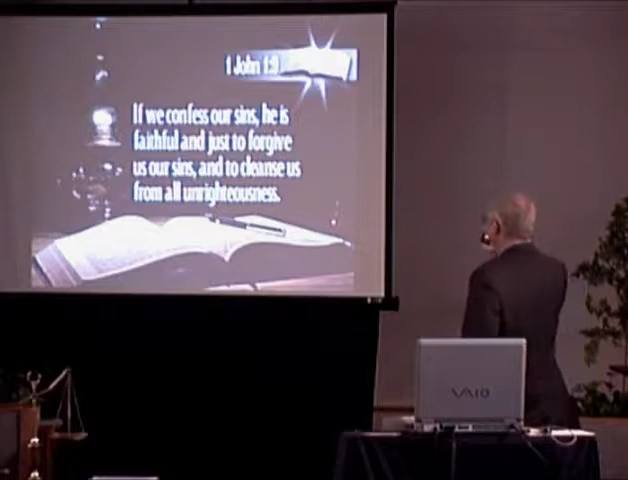 1 John 1:9
If we confess our sins, he is
faithful and just to forgive
us our sins, and to cleanse us
from all unrighteousness.
VAIO